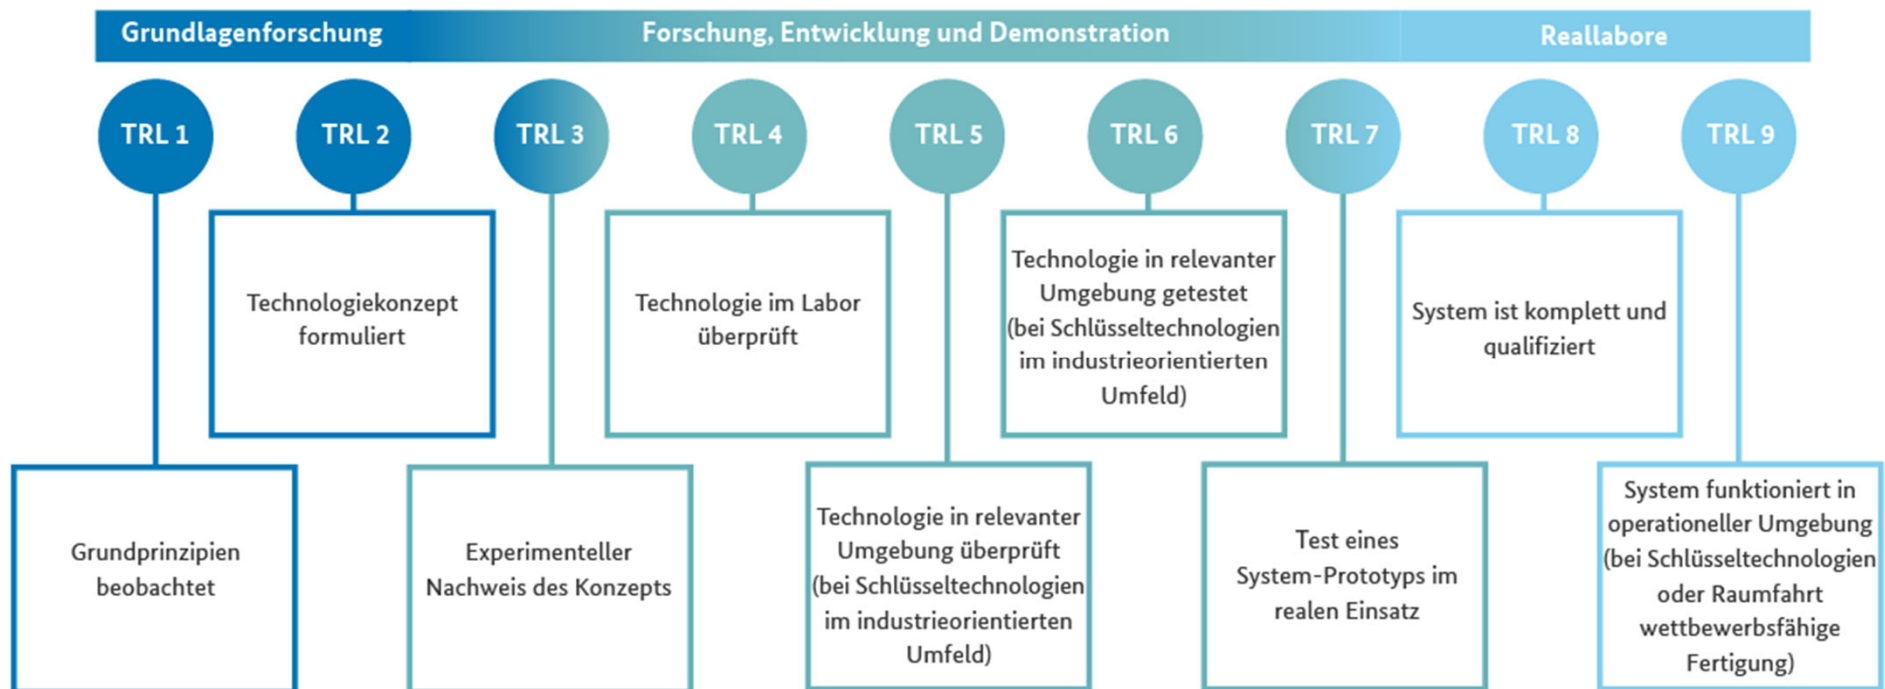 Grundlagenforschung
Forschung, Entwicklung und Demonstration
Reallabore
TRL 1
TRL 2
TRL 3
TRL 4
TRL 5
TRL 6
TRL 7
TRL 8
TRL 9
Grundprinzipien
beobachtet
Technologiekonzept
formuliert
Experimenteller
Nachweis des Konzepts
Technologie im Labor
überprüft
Technologie in relevanter
Umgebung überprüft
(bei Schlüsseltechnologien
im industrieorientierten
Umfeld)
Technologie in relevanter
Umgebung getestet
(bei Schlüsseltechnologien
im industrieorientierten
Umfeld)
Test eines
System-Prototyps im
realen Einsatz
System ist komplett und
qualifiziert
System funktioniert in
operationeller Umgebung
(bei Schlüsseltechnologien
oder Raumfahrt
wettbewerbsfähige
Fertigung)